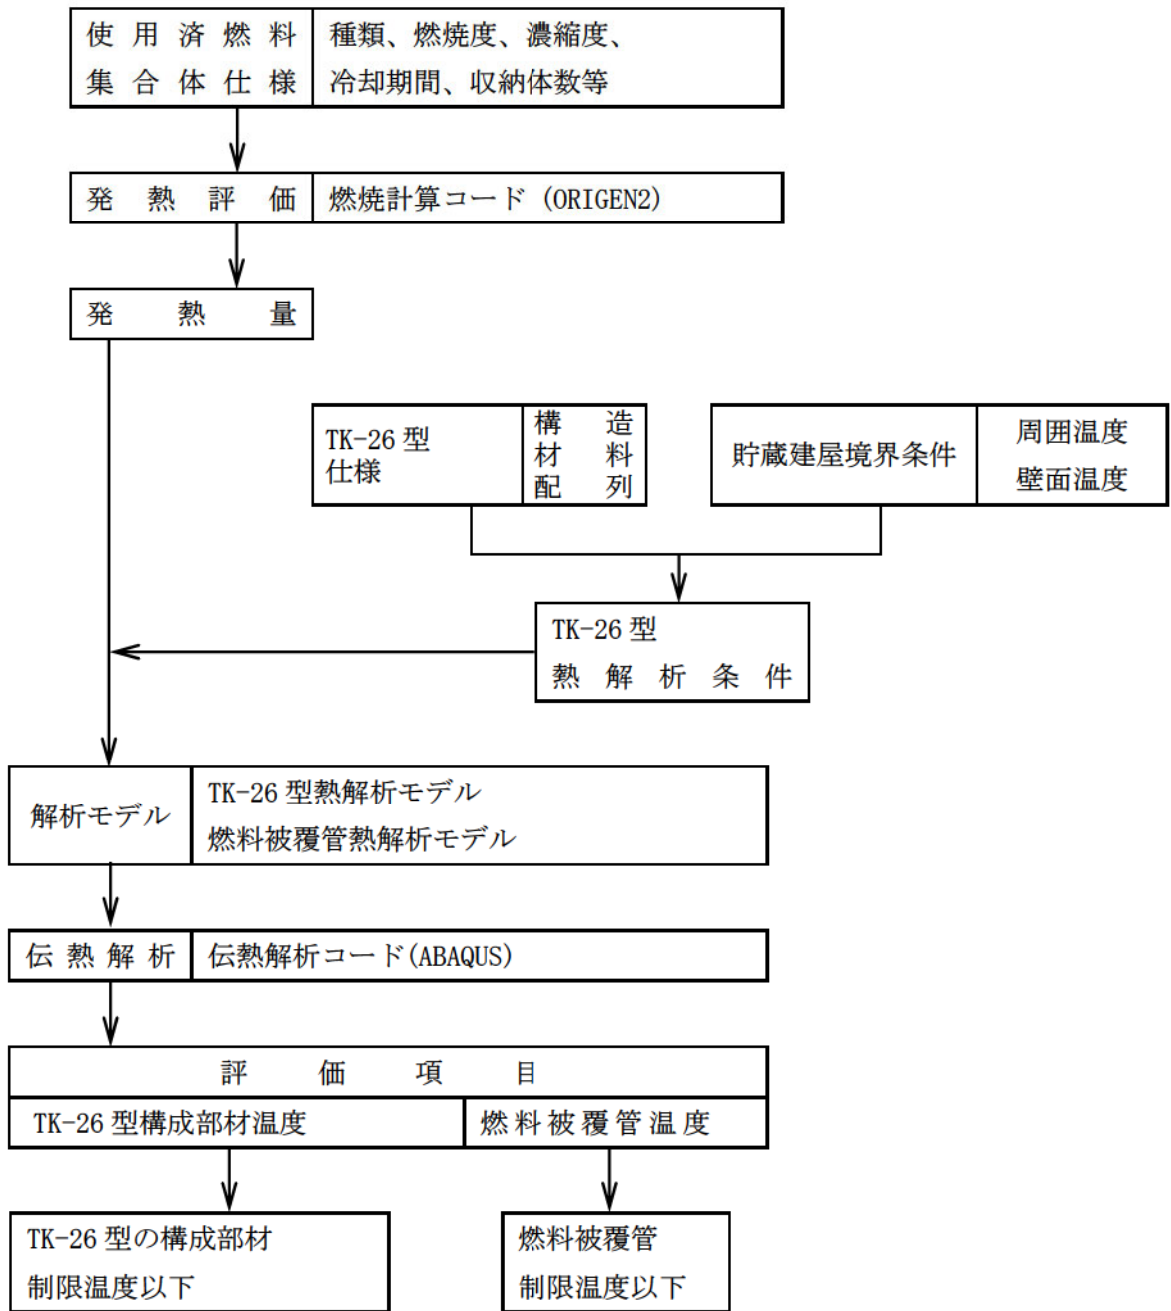 使用済燃料
集合体仕様
種類、燃焼度、濃縮度、
冷却期間、収納体数等
発熱評価
燃焼計算コード (ORIGEN2)
発熱量
TK-26 型
仕様
構造
材料
配列
貯蔵建屋境界条件
周囲温度
壁面温度
TK-26 型
熱解析条件
解析モデル
TK-26 型熱解析モデル
燃料被覆管熱解析モデル
伝熱解析
伝熱解析コード(ABAQUS)
評価項目
TK-26 型構成部材温度
燃料被覆管温度
TK-26 型の構成部材
制限温度以下
燃料被覆管
制限温度以下